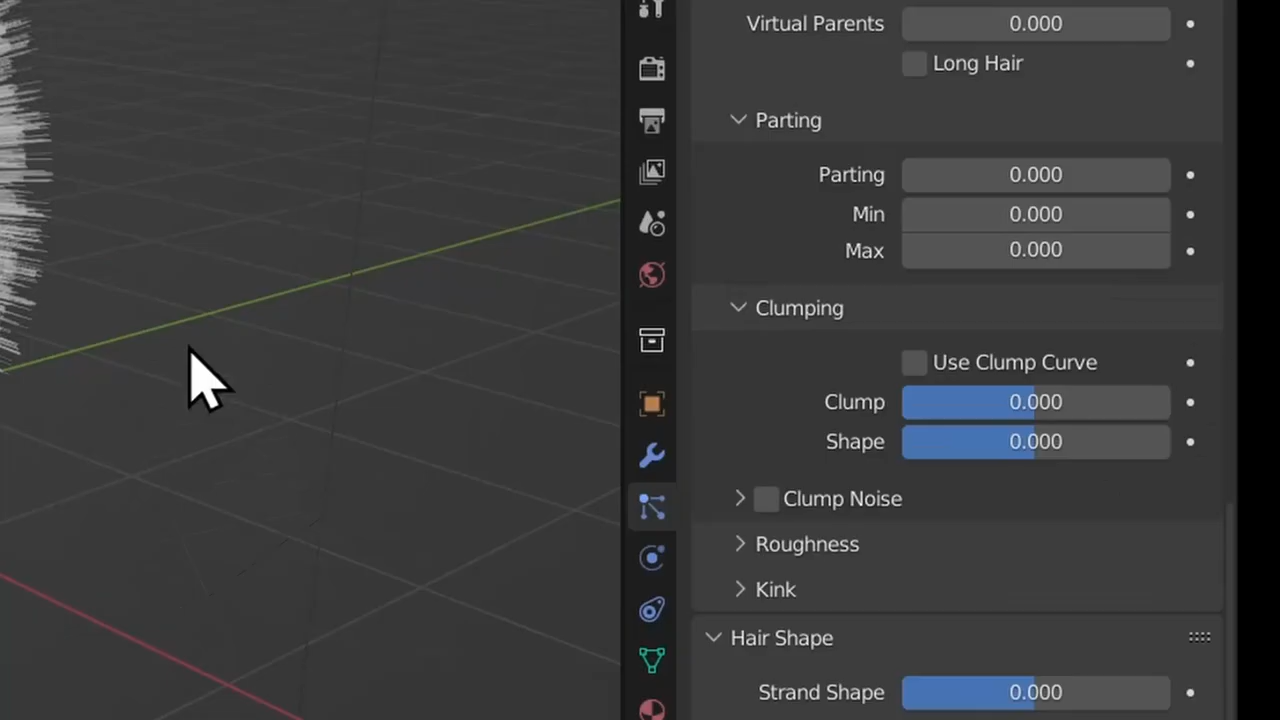 Virtual Parents 0.000
Long Hair
Parting
Parting 0.000
Min 0.000
Max 0.000
Clumping
Use Clump Curve
Clump 0.000
Shape 0.000
Clump Noise
Roughness
Kink
Hair Shape
Strand Shape 0.000